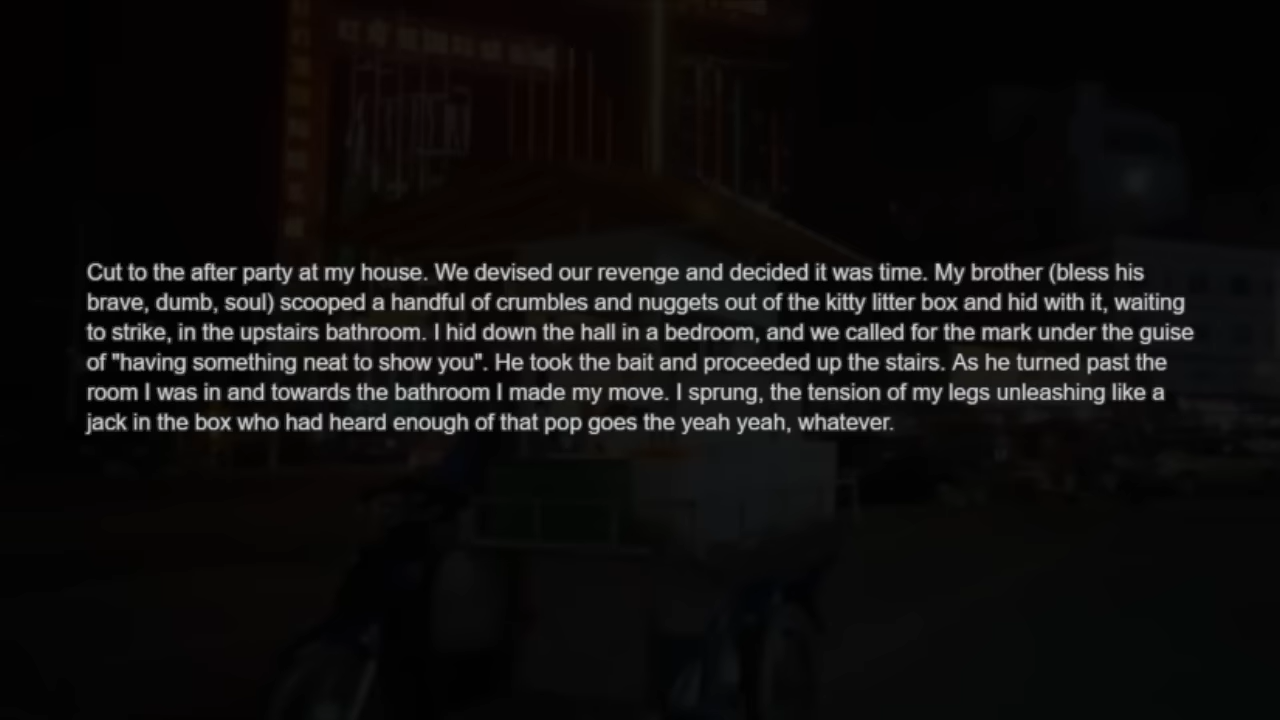 Cut to the after party at my house. We devised our revenge and decided it was time. My brother (bless his
brave, dumb, soul) scooped a handful of crumbles and nuggets out of the kitty litter box and hid with it, waiting
to strike, in the upstairs bathroom. I hid down the hall in a bedroom, and we called for the mark under the guise
of "having something neat to show you". He took the bait and proceeded up the stairs. As he turned past the
room I was in and towards the bathroom I made my move. I sprung, the tension of my legs unleashing like a
jack in the box who had heard enough of that pop goes the yeah yeah, whatever.